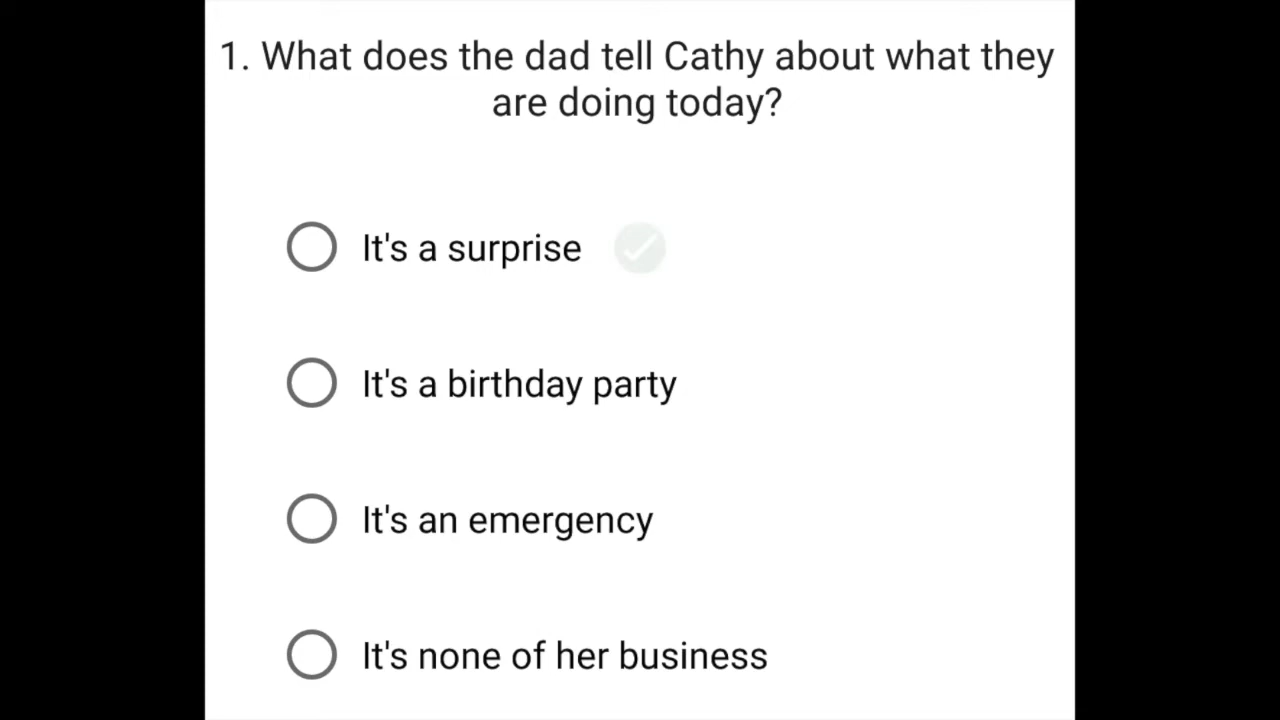 1. What does the dad tell Cathy about what they
are doing today?
It's a surprise
It's a birthday party
It's an emergency
It's none of her business